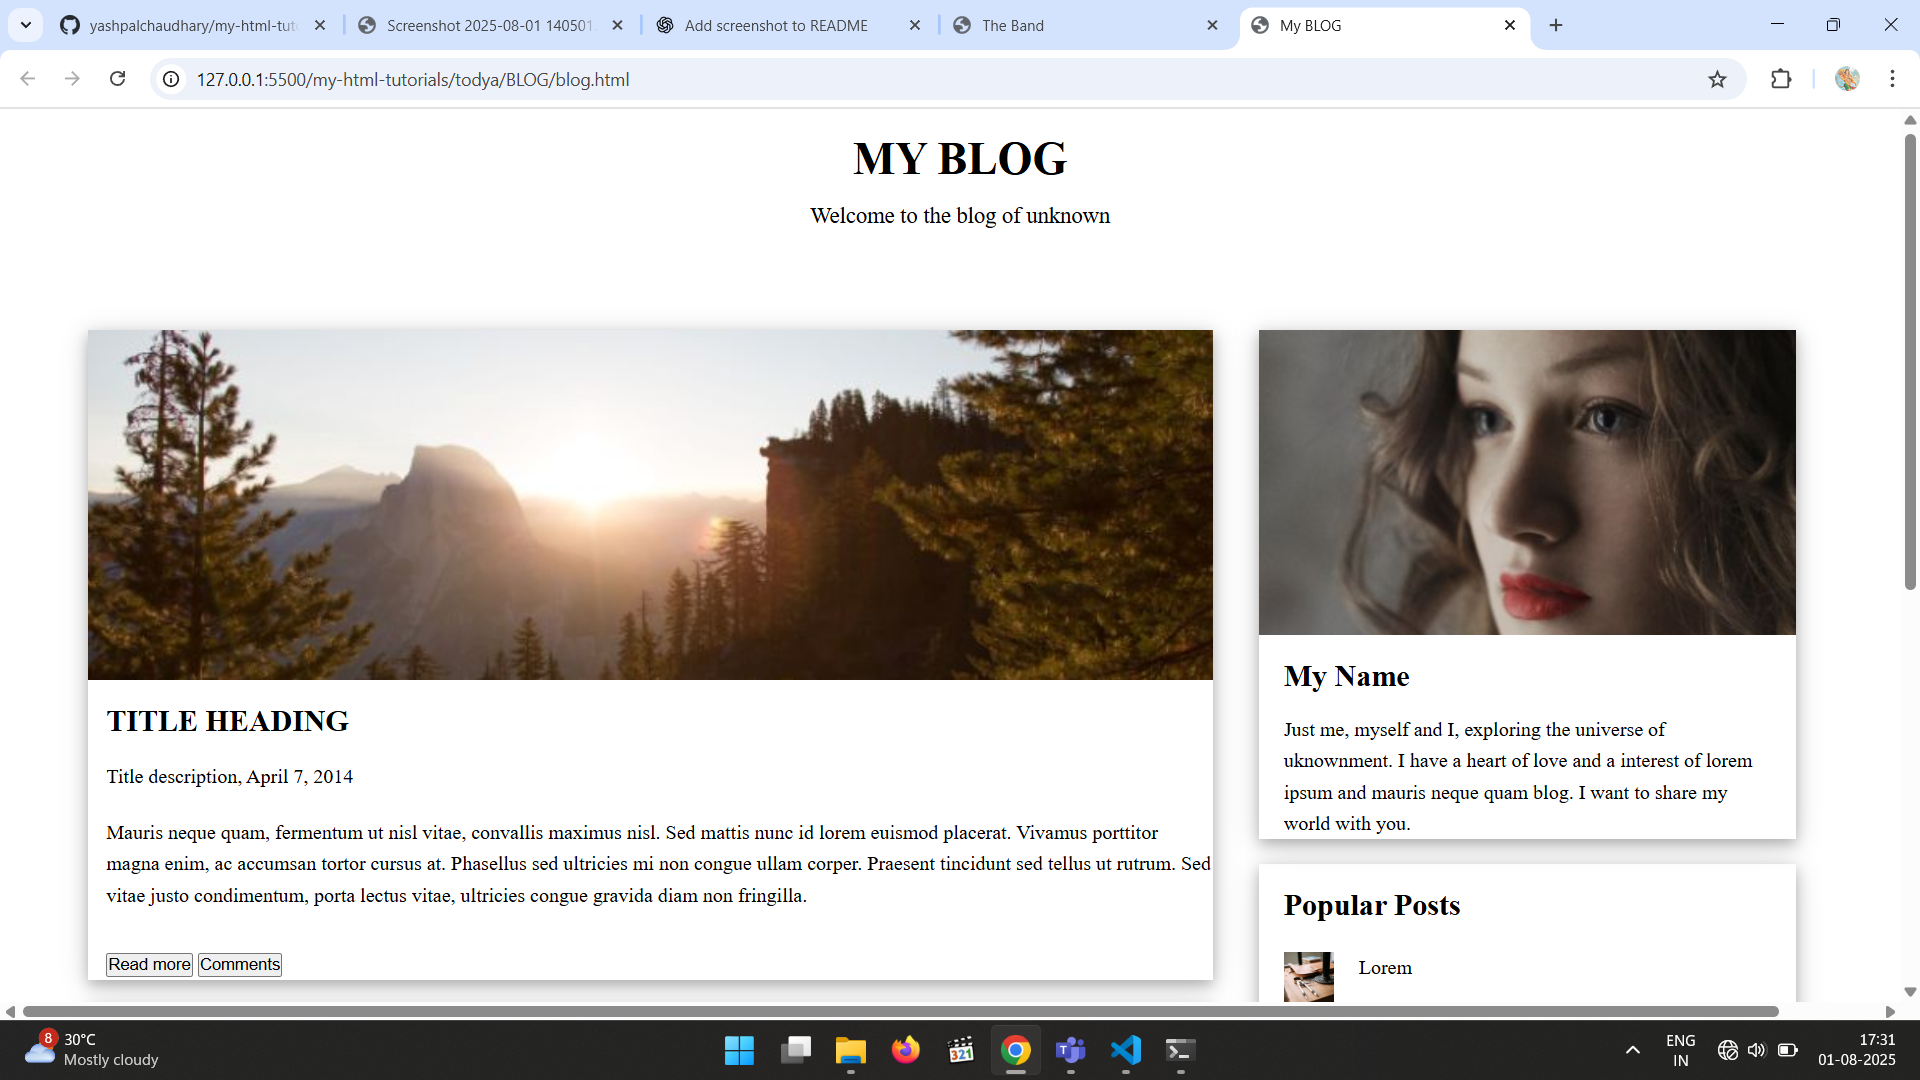 yashpalchaudhary/my-html-tut
Screenshot 2025-08-01 140501
Add screenshot to README
The Band
My BLOG
127.0.0.1:5500/my-html-tutorials/todya/BLOG/blog.html
MY BLOG
Welcome to the blog of unknown
TITLE HEADING
Title description, April 7, 2014
Mauris neque quam, fermentum ut nisl vitae, convallis maximus nisl. Sed mattis nunc id lorem euismod placerat. Vivamus porttitor
magna enim, ac accumsan tortor cursus at. Phasellus sed ultricies mi non congue ullam corper. Praesent tincidunt sed tellus ut rutrum. Sed
vitae justo condimentum, porta lectus vitae, ultricies congue gravida diam non fringilla.
Read more Comments
My Name
Just me, myself and I, exploring the universe of
uknownment. I have a heart of love and a interest of lorem
ipsum and mauris neque quam blog. I want to share my
world with you.
Popular Posts
Lorem
8
30°C
Mostly cloudy
321
T
ENG
IN
17:31
01-08-2025